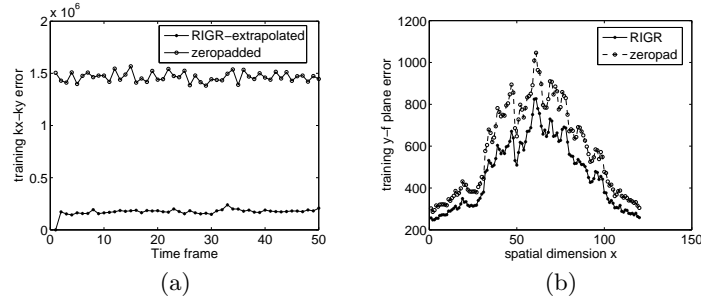 x 10^6
2
1.5
1
0.5
0
0 10 20 30 40 50
training kx−ky error
Time frame
RIGR−extrapolated
zeropadded
(a)
1200
1000
800
600
400
200
0 50 100 150
training y−f plane error
spatial dimension x
RIGR
zeropad
(b)